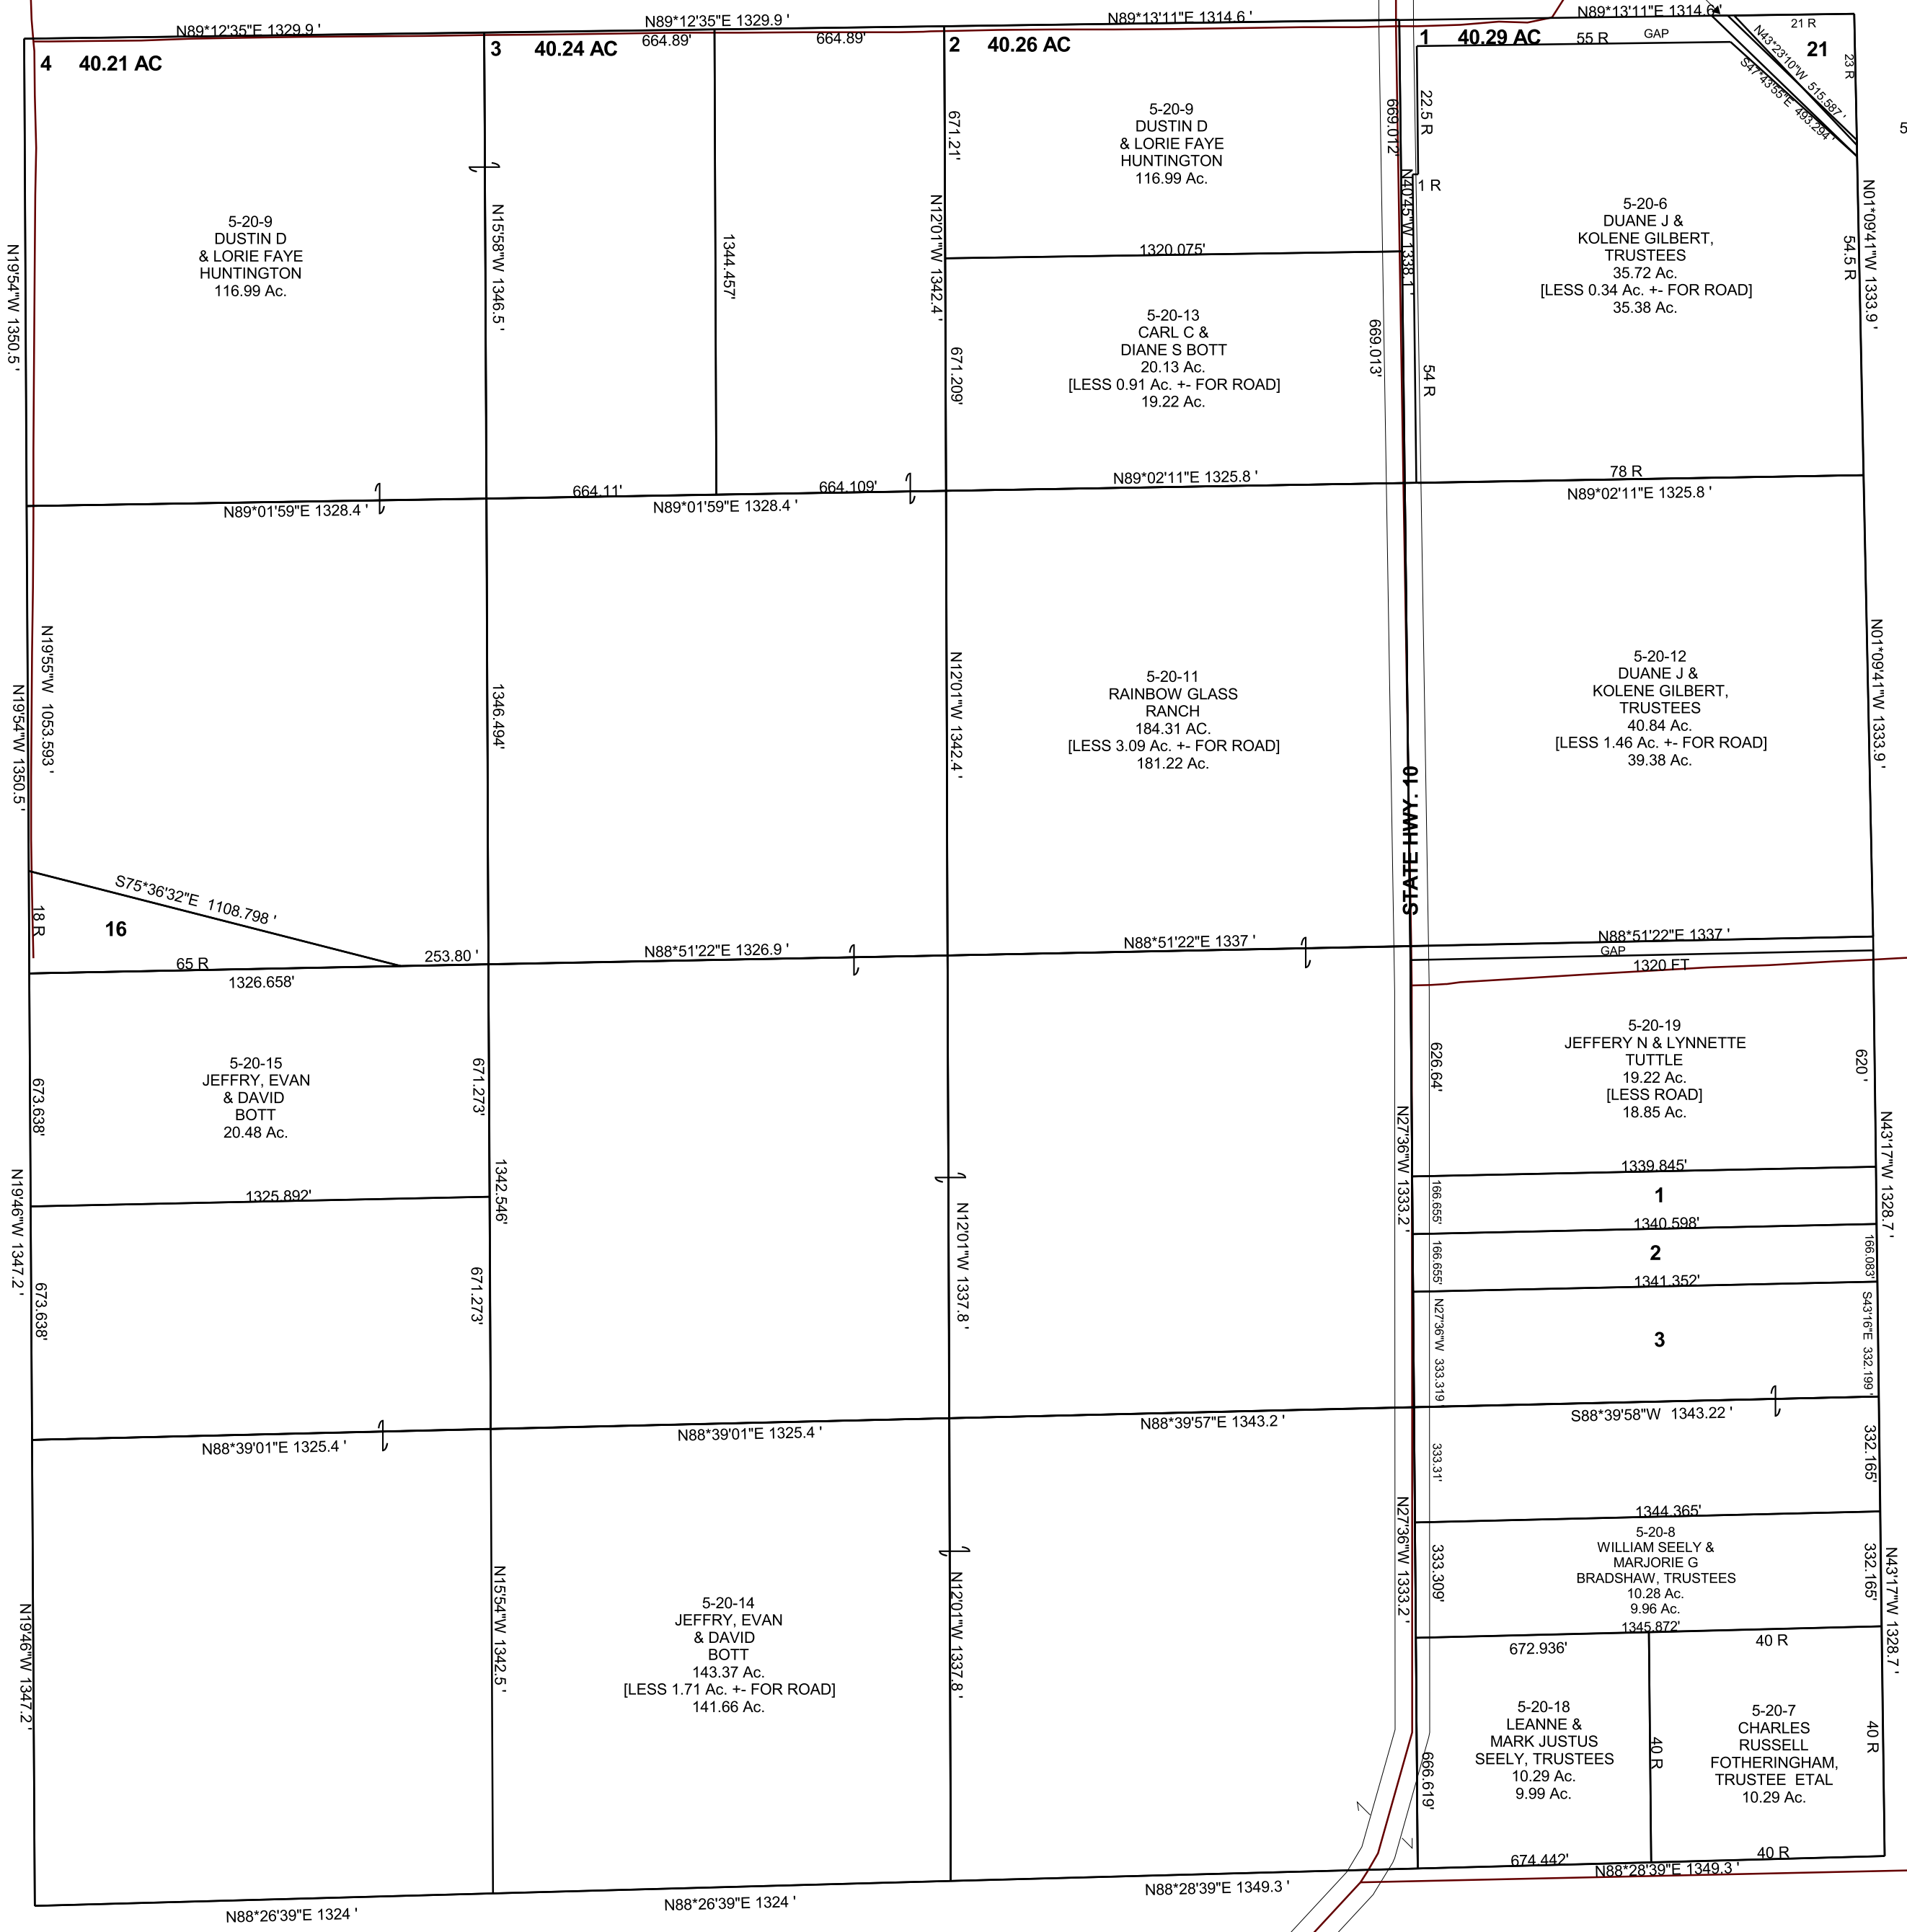 N89*12'35"E 1329.9 '
N89*12'35"E 1329.9 '
N89*13'11"E 1314.6 '
N89*13'11"E 1314.6 '
4 40.21 AC
3 40.24 AC
664.89'
664.89'
2 40.26 AC
1 40.29 AC
55 R
GAP
21 R
21
23 R
N43*23'10"W 515.587 '
S47*43'55"E 493.294 '
5
5-20-9
DUSTIN D
& LORIE FAYE
HUNTINGTON
116.99 Ac.
N19'54"W 1350.5 '
N15'58"W 1346.5 '
1344.457'
671.21'
N12'01"W 1342.4 '
671.209'
5-20-9
DUSTIN D
& LORIE FAYE
HUNTINGTON
116.99 Ac.
1320.075'
5-20-13
CARL C &
DIANE S BOTT
20.13 Ac.
[LESS 0.91 Ac. +- FOR ROAD]
19.22 Ac.
669.012'
N40'45"W 1338.1 '
669.013'
22.5 R
1 R
54 R
5-20-6
DUANE J &
KOLENE GILBERT,
TRUSTEES
35.72 Ac.
[LESS 0.34 Ac. +- FOR ROAD]
35.38 Ac.
54.5 R
N01*09'41"W 1333.9 '
78 R
664.11'
664.109'
N89*01'59"E 1328.4 '
N89*01'59"E 1328.4 '
N89*02'11"E 1325.8 '
N89*02'11"E 1325.8 '
N19'55"W 1053.593 '
N19'54"W 1350.5 '
1346.494'
N12'01"W 1342.4 '
5-20-11
RAINBOW GLASS
RANCH
184.31 AC.
[LESS 3.09 Ac. +- FOR ROAD]
181.22 Ac.
STATE HWY. 10
5-20-12
DUANE J &
KOLENE GILBERT,
TRUSTEES
40.84 Ac.
[LESS 1.46 Ac. +- FOR ROAD]
39.38 Ac.
N01*09'41"W 1333.9 '
S75*36'32"E 1108.798 '
18 R
16
65 R
253.80 '
1326.658'
N88*51'22"E 1326.9 '
N88*51'22"E 1337 '
N88*51'22"E 1337 '
GAP
1320 FT
5-20-15
JEFFRY, EVAN
& DAVID
BOTT
20.48 Ac.
673.638'
671.273'
5-20-19
JEFFERY N & LYNNETTE
TUTTLE
19.22 Ac.
[LESS ROAD]
18.85 Ac.
626.64'
620 '
N27'36"W 1333.2 '
N43'17"W 1328.7 '
1339.845'
166.655'
1
1340.598'
166.655'
2
166.083'
1341.352'
N27'36"W 333.319
3
S43'16"E 332.199 '
N19'46"W 1347.2 '
1325.892'
1342.546'
673.638'
671.273'
N12'01"W 1337.8 '
N88*39'01"E 1325.4 '
N88*39'01"E 1325.4 '
N88*39'57"E 1343.2 '
S88*39'58"W 1343.22 '
333.31'
332.165'
1344.365'
5-20-8
WILLIAM SEELY &
MARJORIE G
BRADSHAW, TRUSTEES
10.28 Ac.
9.96 Ac.
1345.872'
333.309'
332.165'
N27'36"W 1333.2 '
N43'17"W 1328.7 '
N19'46"W 1347.2 '
N15'54"W 1342.5 '
N12'01"W 1337.8 '
5-20-14
JEFFRY, EVAN
& DAVID
BOTT
143.37 Ac.
[LESS 1.71 Ac. +- FOR ROAD]
141.66 Ac.
672.936'
40 R
5-20-18
LEANNE &
MARK JUSTUS
SEELY, TRUSTEES
10.29 Ac.
9.99 Ac.
666.619'
40 R
5-20-7
CHARLES
RUSSELL
FOTHERINGHAM,
TRUSTEE ETAL
10.29 Ac.
40 R
674.442'
40 R
N88*26'39"E 1324 '
N88*26'39"E 1324 '
N88*28'39"E 1349.3 '
N88*28'39"E 1349.3 '